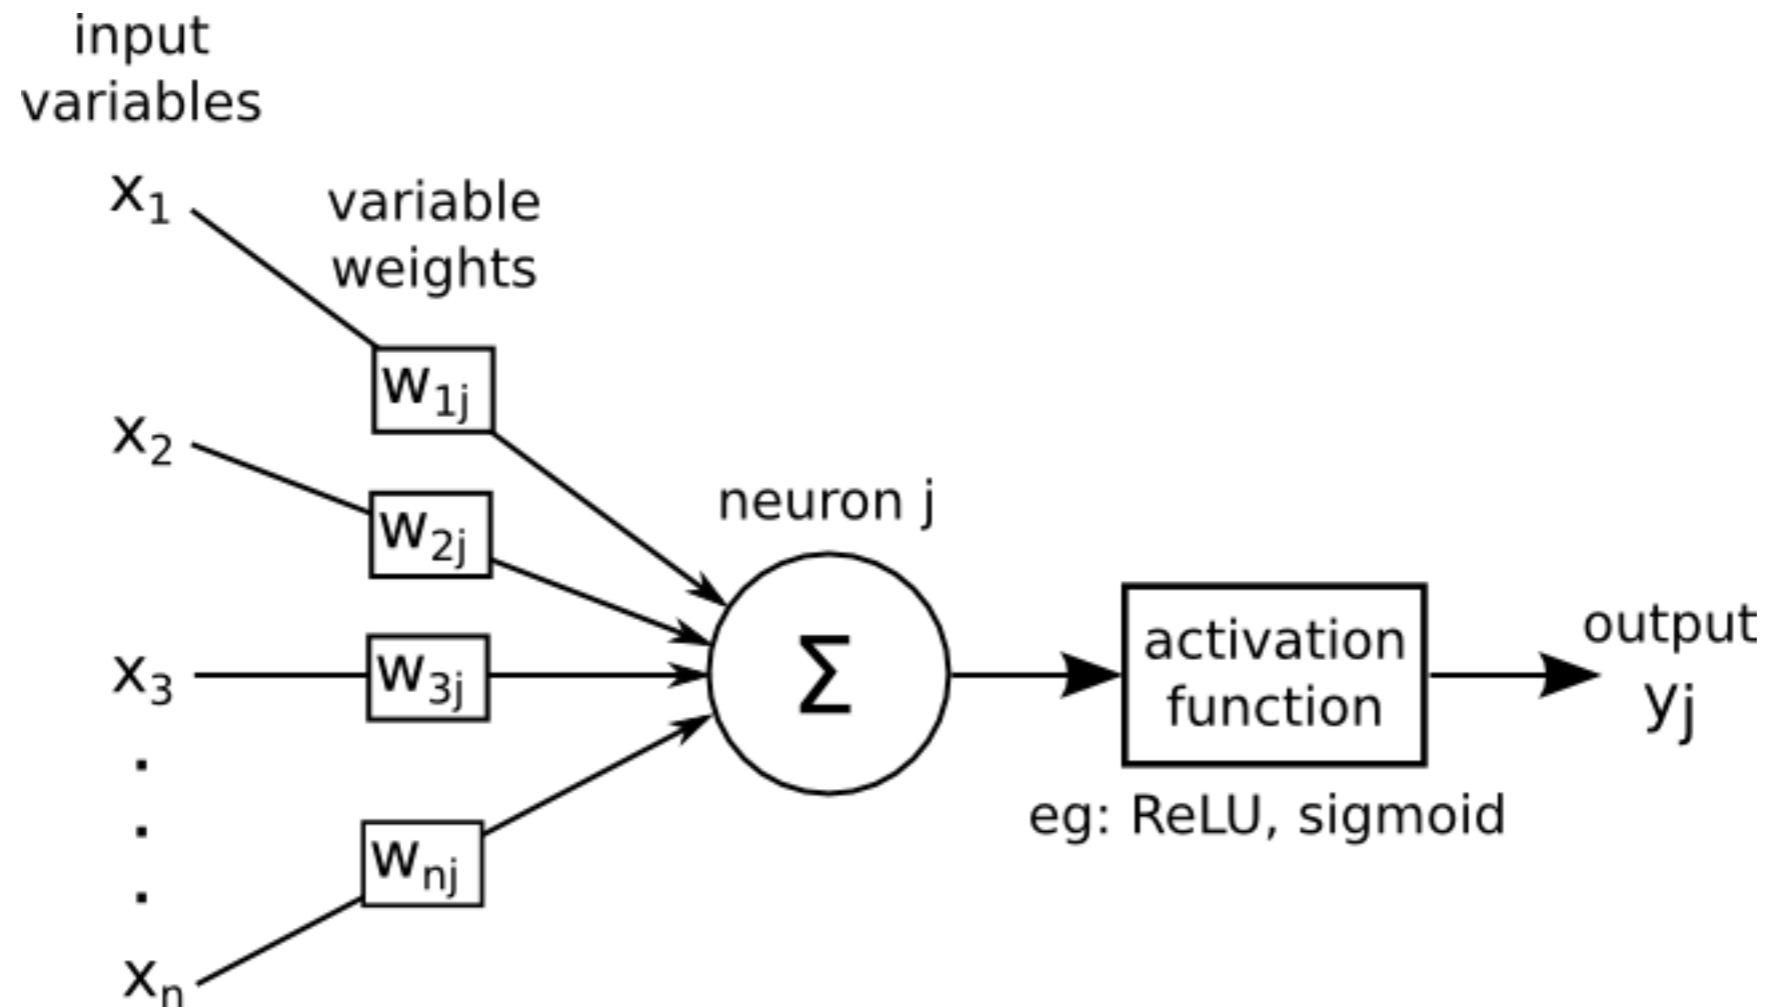 input
variables
x₁
variable
weights
w₁ⱼ
x₂
w₂ⱼ
neuron j
x₃
w₃ⱼ
Σ
activation
function
output
yⱼ
eg: ReLU, sigmoid
.
.
.
wₙⱼ
xₙ